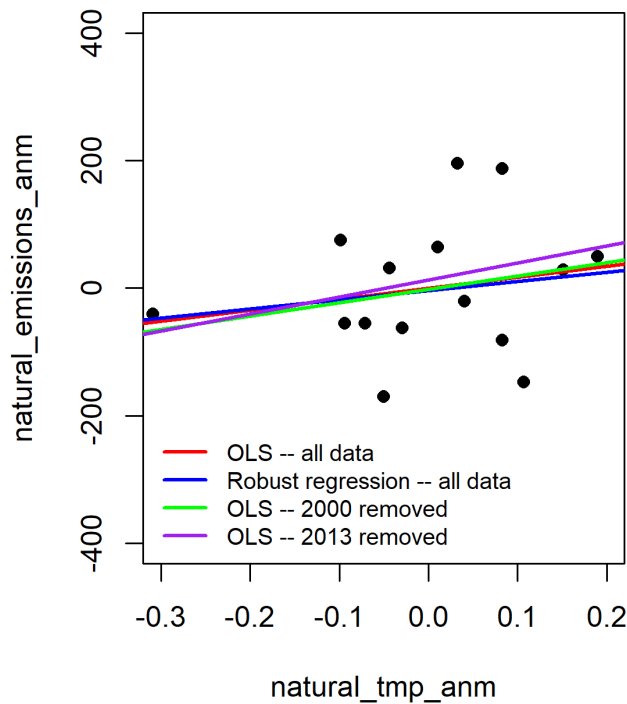 400
200
0
-200
-400
natural_emissions_anm
OLS -- all data
Robust regression -- all data
OLS -- 2000 removed
OLS -- 2013 removed
-0.3 -0.2 -0.1 0.0 0.1 0.2
natural_tmp_anm